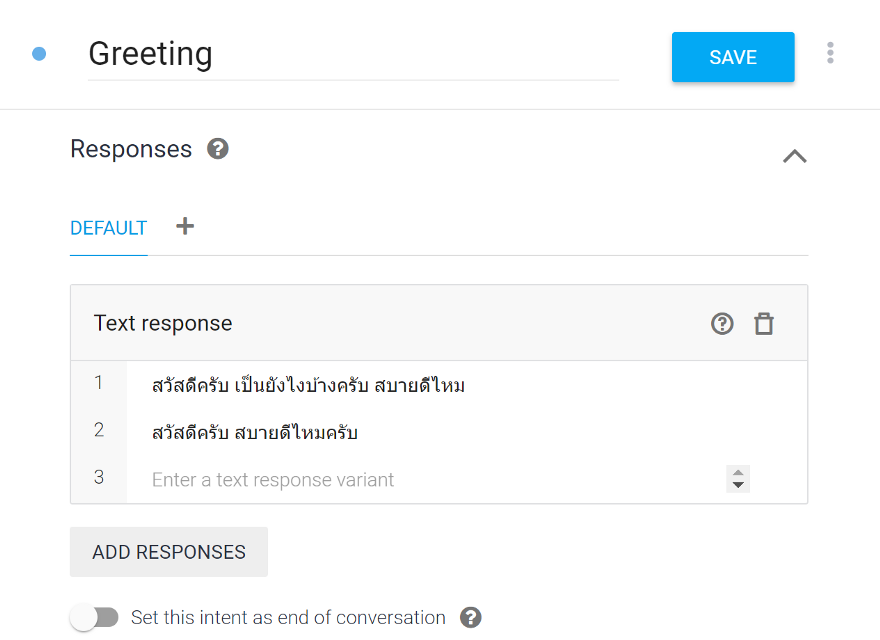 Greeting
SAVE
Responses
DEFAULT
Text response
1 สวัสดีครับ เป็นยังไงบ้างครับ สบายดีไหม
2 สวัสดีครับ สบายดีไหมครับ
3 Enter a text response variant
ADD RESPONSES
Set this intent as end of conversation